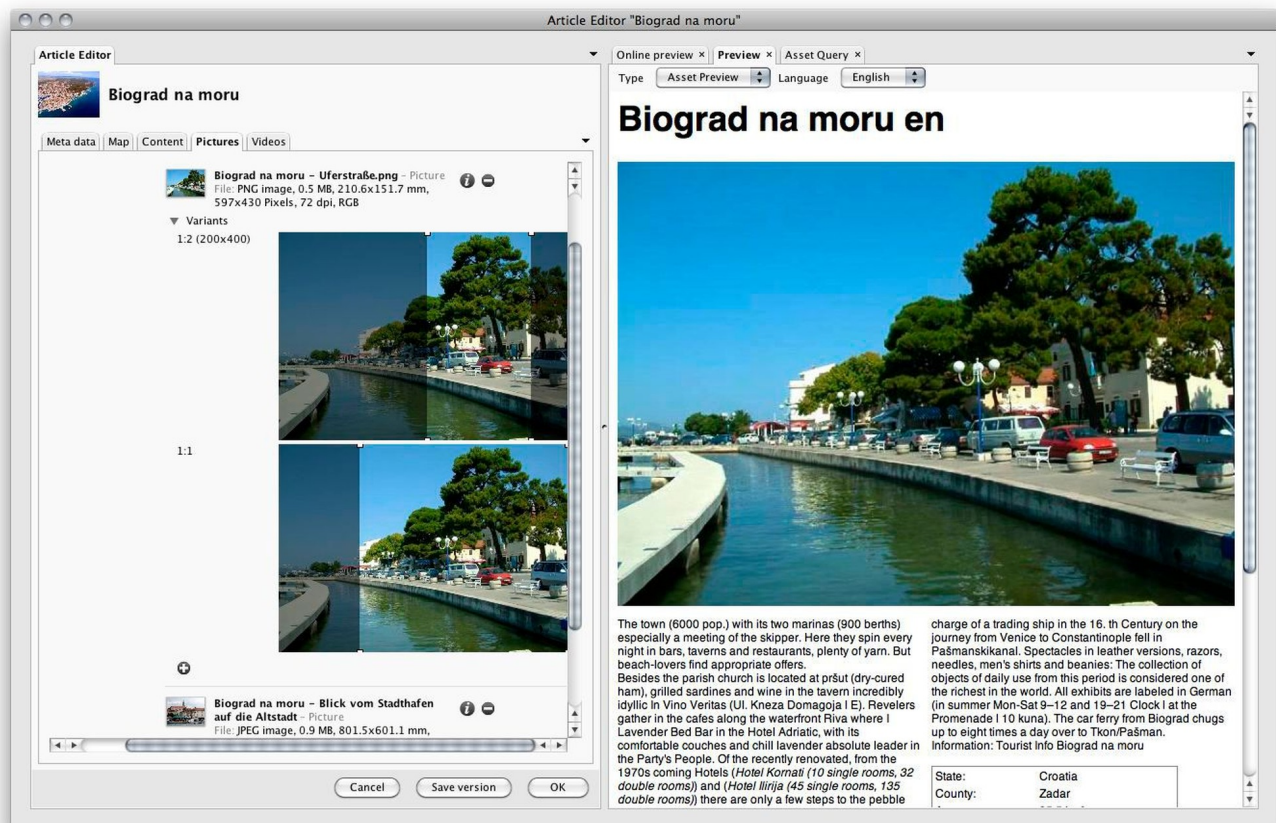 Article Editor "Biograd na moru"
Article Editor
Biograd na moru
Meta data
Map
Content
Pictures
Videos
Biograd na moru – Uferstraße.png – Picture
File: PNG image, 0.5 MB, 210.6x151.7 mm,
597x430 Pixels, 72 dpi, RGB
Variants
1:2 (200x400)
1:1
Biograd na moru – Blick vom Stadthafen
auf die Altstadt – Picture
File: JPEG image, 0.9 MB, 801.5x601.1 mm,
Cancel
Save version
OK
Online preview ×
Preview ×
Asset Query ×
Type
Asset Preview
Language
English
Biograd na moru en
The town (6000 pop.) with its two marinas (900 berths)
especially a meeting of the skipper. Here they spin every
night in bars, taverns and restaurants, plenty of yarn. But
beach-lovers find appropriate offers.
Besides the parish church is located at pršut (dry-cured
ham), grilled sardines and wine in the tavern incredibly
idyllic In Vino Veritas (Ul. Kneza Domagoja I E). Revelers
gather in the cafes along the waterfront Riva where I
Lavender Bed Bar in the Hotel Adriatic, with its
comfortable couches and chill lavender absolute leader in
the Party's People. Of the recently renovated, from the
1970s coming Hotels (Hotel Kornati (10 single rooms, 32
double rooms)) and (Hotel Ilirija (45 single rooms, 135
double rooms)) there are only a few steps to the pebble
charge of a trading ship in the 16. th Century on the
journey from Venice to Constantinople fell in
Pašmanskikanal. Spectacles in leather versions, razors,
needles, men's shirts and beanies: The collection of
objects of daily use from this period is considered one of
the richest in the world. All exhibits are labeled in German
(in summer Mon-Sat 9–12 and 19–21 Clock I at the
Promenade I 10 kuna). The car ferry from Biograd chugs
up to eight times a day over to Tkon/Pašman.
Information: Tourist Info Biograd na moru
State: Croatia
County: Zadar